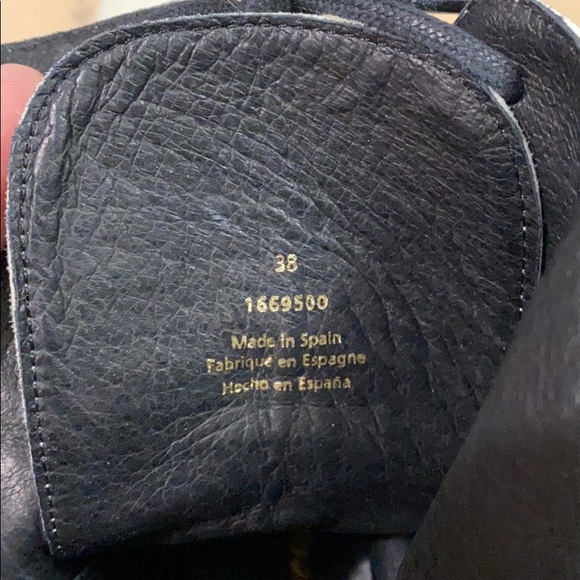 38
1669500
Made in Spain
Fabriqué en Espagne
Hecho en España